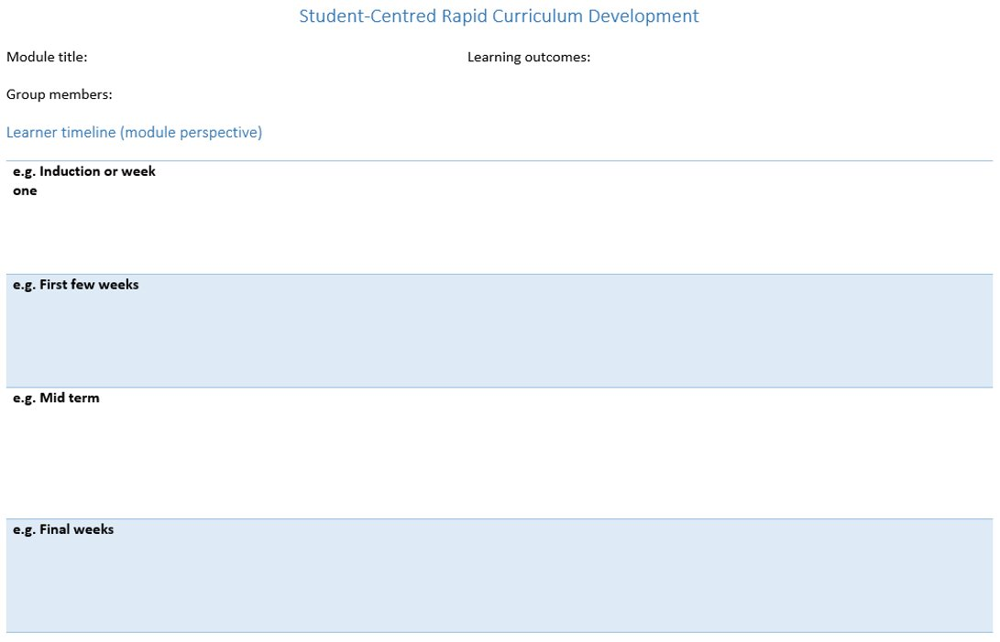 Student-Centred Rapid Curriculum Development
Module title:
Learning outcomes:
Group members:
Learner timeline (module perspective)
e.g. Induction or week
one
e.g. First few weeks
e.g. Mid term
e.g. Final weeks